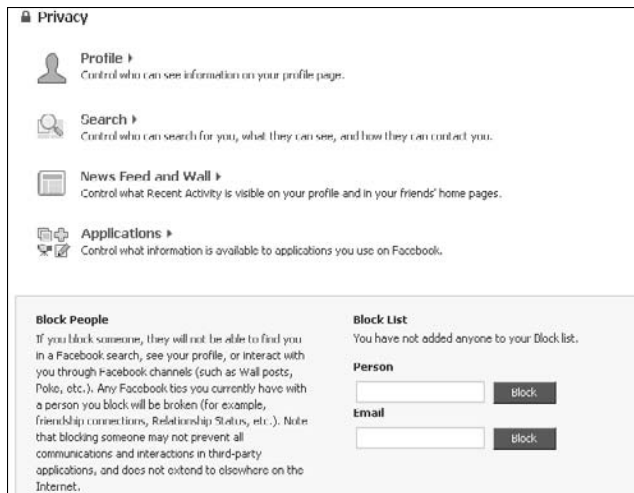 Privacy
Profile
Control who can see information on your profile page.
Search
Control who can search for you, what they can see, and how they can contact you.
News Feed and Wall
Control what Recent Activity is visible on your profile and in your friends' home pages.
Applications
Control what information is available to applications you use on Facebook.
Block People
If you block someone, they will not be able to find you
in a Facebook search, see your profile, or interact with
you through Facebook channels (such as Wall posts,
Poke, etc.). Any Facebook ties you currently have with
a person you block will be broken (for example,
friendship connections, Relationship Status, etc.). Note
that blocking someone may not prevent all
communications and interactions in third-party
applications, and does not extend to elsewhere on the
Internet.
Block List
You have not added anyone to your Block list.
Person
Block
Email
Block